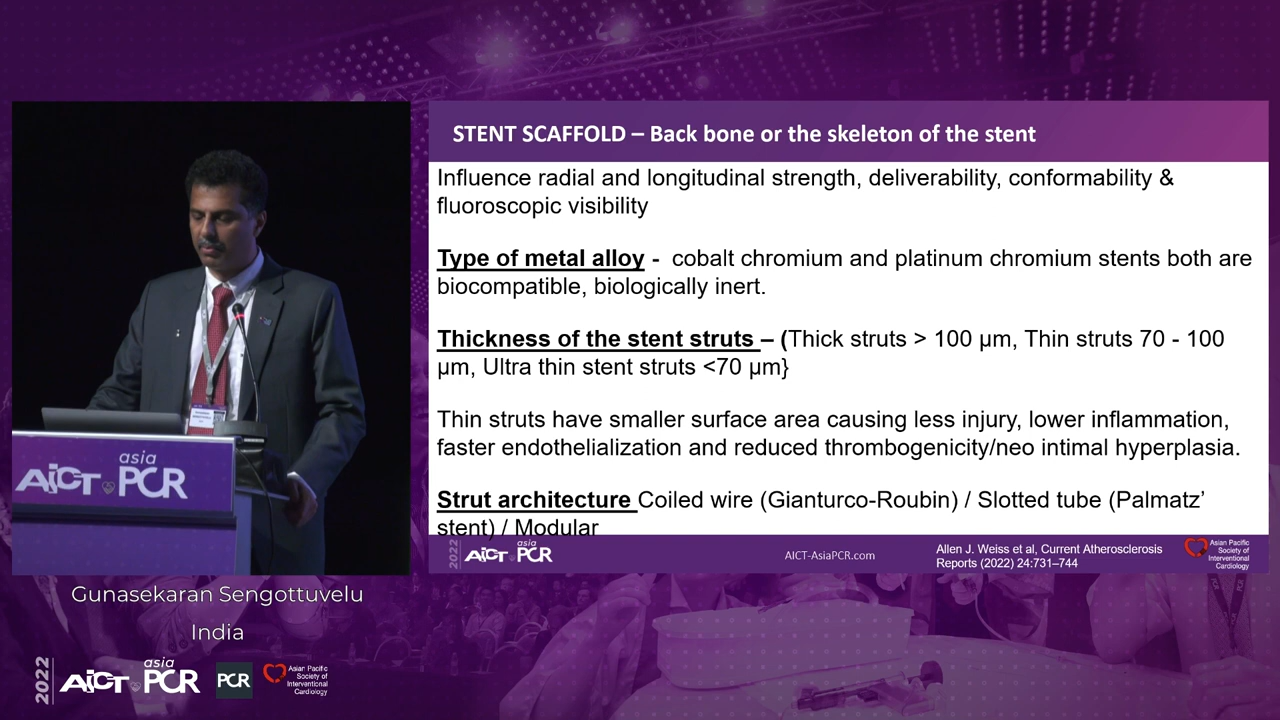 STENT SCAFFOLD – Back bone or the skeleton of the stent
Influence radial and longitudinal strength, deliverability, conformability &
fluoroscopic visibility
Type of metal alloy - cobalt chromium and platinum chromium stents both are
biocompatible, biologically inert.
Thickness of the stent struts – (Thick struts > 100 µm, Thin struts 70 - 100
µm, Ultra thin stent struts <70 µm}
Thin struts have smaller surface area causing less injury, lower inflammation,
faster endothelialization and reduced thrombogenicity/neo intimal hyperplasia.
Strut architecture Coiled wire (Gianturco-Roubin) / Slotted tube (Palmatz’
stent) / Modular
2022 AICT asia PCR
AICT-AsiaPCR.com
Allen J. Weiss et al, Current Atherosclerosis
Reports (2022) 24:731–744
Asian Pacific
Society of
Interventional
Cardiology
asia
AICT PCR
Gunasekaran Sengottuvelu
India
2022 AICT asia PCR
PCR
Asian Pacific
Society of
Interventional
Cardiology